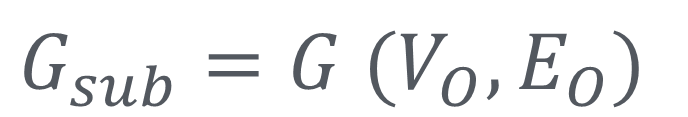 G_sub = G (V_O, E_O)